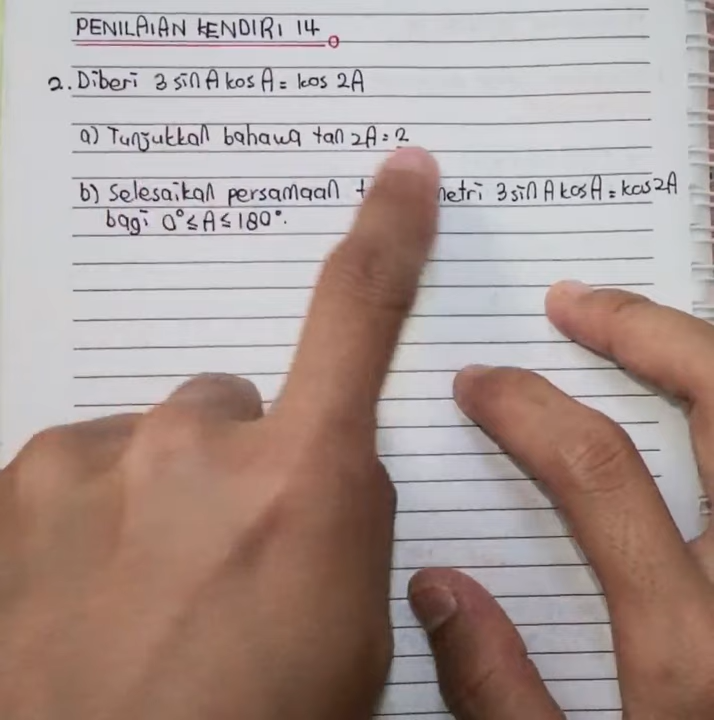 PENILAIAN KENDIRI 14
2. Diberi 3 sin A kos A = kos 2A
a) Tunjukkan bahawa tan 2A = 2
b) Selesaikan persamaan 3 sin A kos A = kos 2A
bagi 0° ≤ A ≤ 180°.